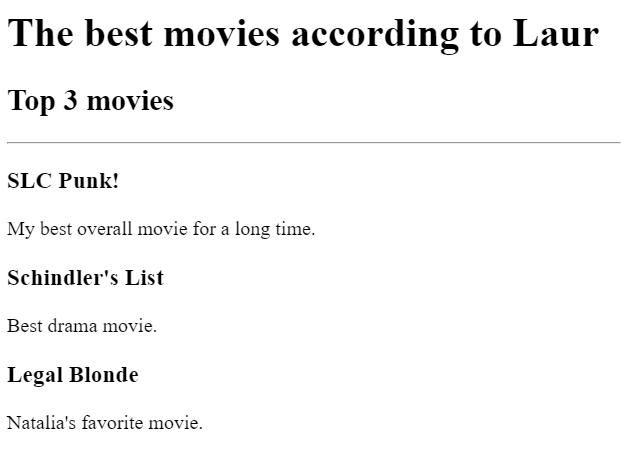 The best movies according to Laur
Top 3 movies
SLC Punk!
My best overall movie for a long time.
Schindler's List
Best drama movie.
Legal Blonde
Natalia's favorite movie.